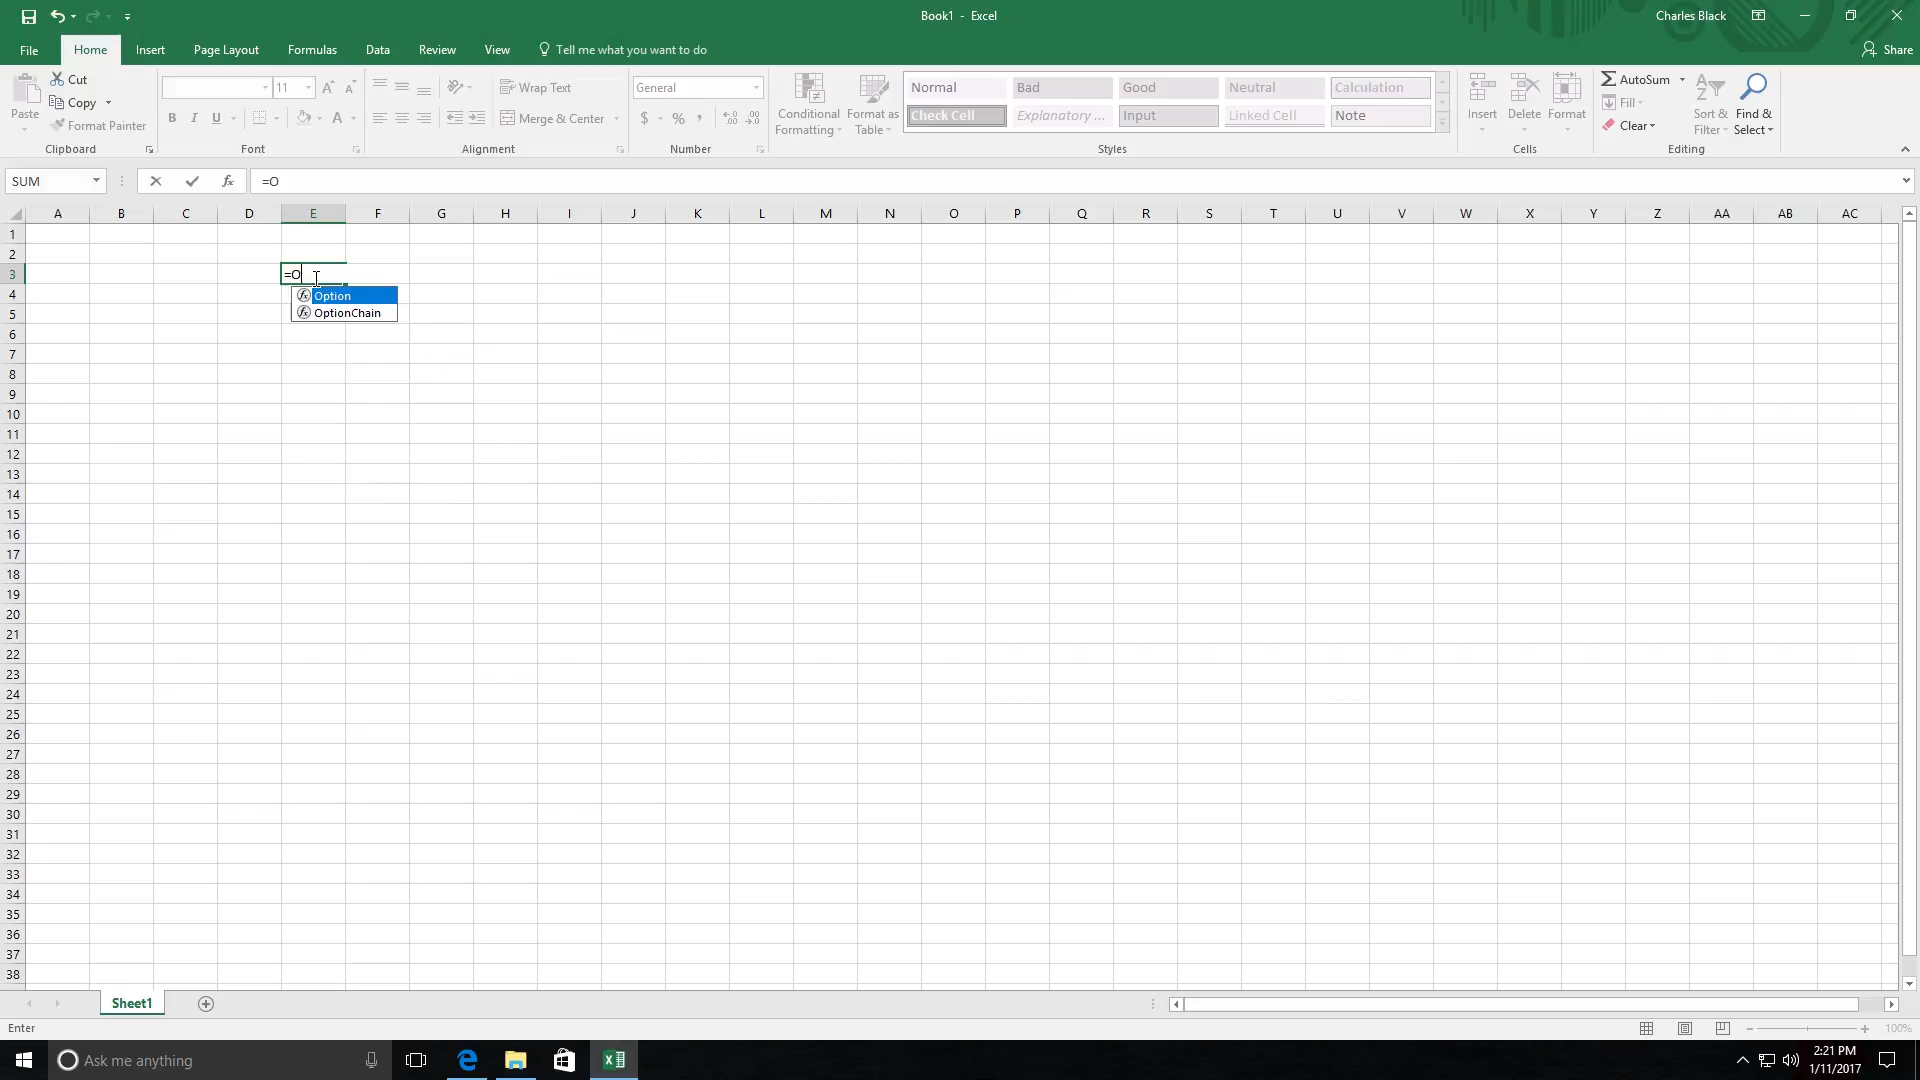 Book1 - Excel
Charles Black
File Home Insert Page Layout Formulas Data Review View Tell me what you want to do Share
Paste
Cut
Copy
Format Painter
Clipboard
11
B I U
Font
Wrap Text
Merge & Center
Alignment
General
$ % ,
Number
Conditional Formatting
Format as Table
Normal Bad Good Neutral Calculation
Check Cell Explanatory ... Input Linked Cell Note
Styles
Insert Delete Format
Cells
AutoSum
Fill
Clear
Sort & Filter
Find & Select
Editing
SUM
fx
=O
A B C D E F G H I J K L M N O P Q R S T U V W X Y Z AA AB AC
1
2
3 =O
Option
OptionChain
4
5
6
7
8
9
10
11
12
13
14
15
16
17
18
19
20
21
22
23
24
25
26
27
28
29
30
31
32
33
34
35
36
37
38
Sheet1
Enter
100%
Ask me anything
2:21 PM
1/11/2017